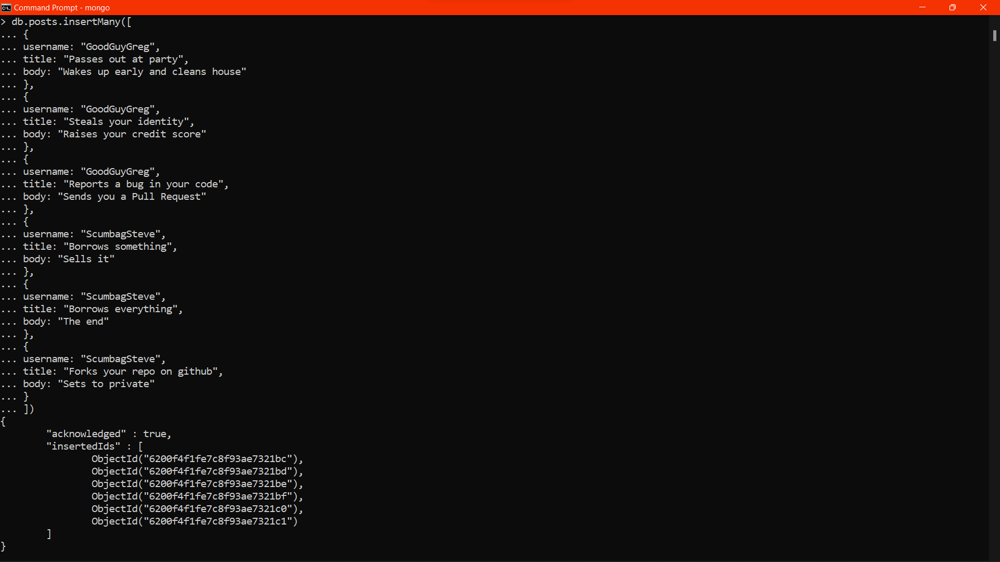 Command Prompt - mongo
> db.posts.insertMany([
... {
... username: "GoodGuyGreg",
... title: "Passes out at party",
... body: "Wakes up early and cleans house"
... },
... {
... username: "GoodGuyGreg",
... title: "Steals your identity",
... body: "Raises your credit score"
... },
... {
... username: "GoodGuyGreg",
... title: "Reports a bug in your code",
... body: "Sends you a Pull Request"
... },
... {
... username: "ScumbagSteve",
... title: "Borrows something",
... body: "Sells it"
... },
... {
... username: "ScumbagSteve",
... title: "Borrows everything",
... body: "The end"
... },
... {
... username: "ScumbagSteve",
... title: "Forks your repo on github",
... body: "Sets to private"
... }
... ])
{
        "acknowledged" : true,
        "insertedIds" : [
                ObjectId("6200f4f1fe7c8f93ae7321bc"),
                ObjectId("6200f4f1fe7c8f93ae7321bd"),
                ObjectId("6200f4f1fe7c8f93ae7321be"),
                ObjectId("6200f4f1fe7c8f93ae7321bf"),
                ObjectId("6200f4f1fe7c8f93ae7321c0"),
                ObjectId("6200f4f1fe7c8f93ae7321c1")
        ]
}